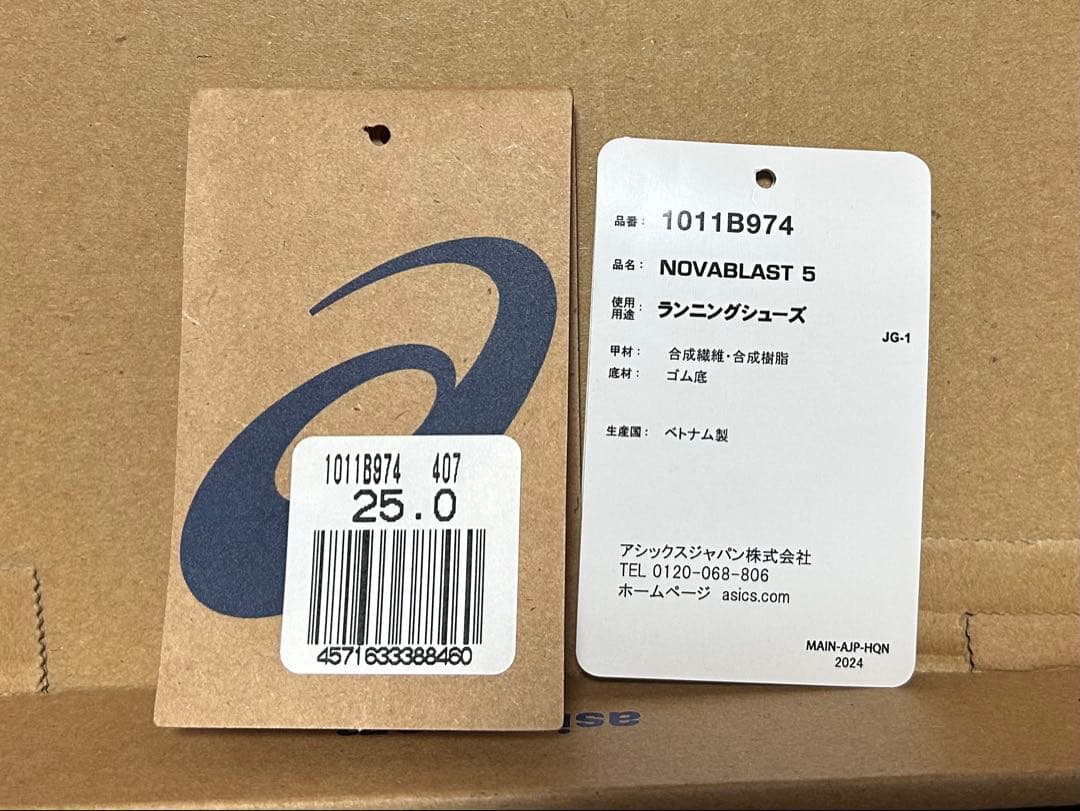 1011B974 407
25.0
4571633388460
品番： 1011B974
品名： NOVABLAST 5
使用用途： ランニングシューズ
JG-1
甲材： 合成繊維・合成樹脂
底材： ゴム底
生産国： ベトナム製
アシックスジャパン株式会社
TEL 0120-068-806
ホームページ asics.com
MAIN-AJP-HQN
2024
asics